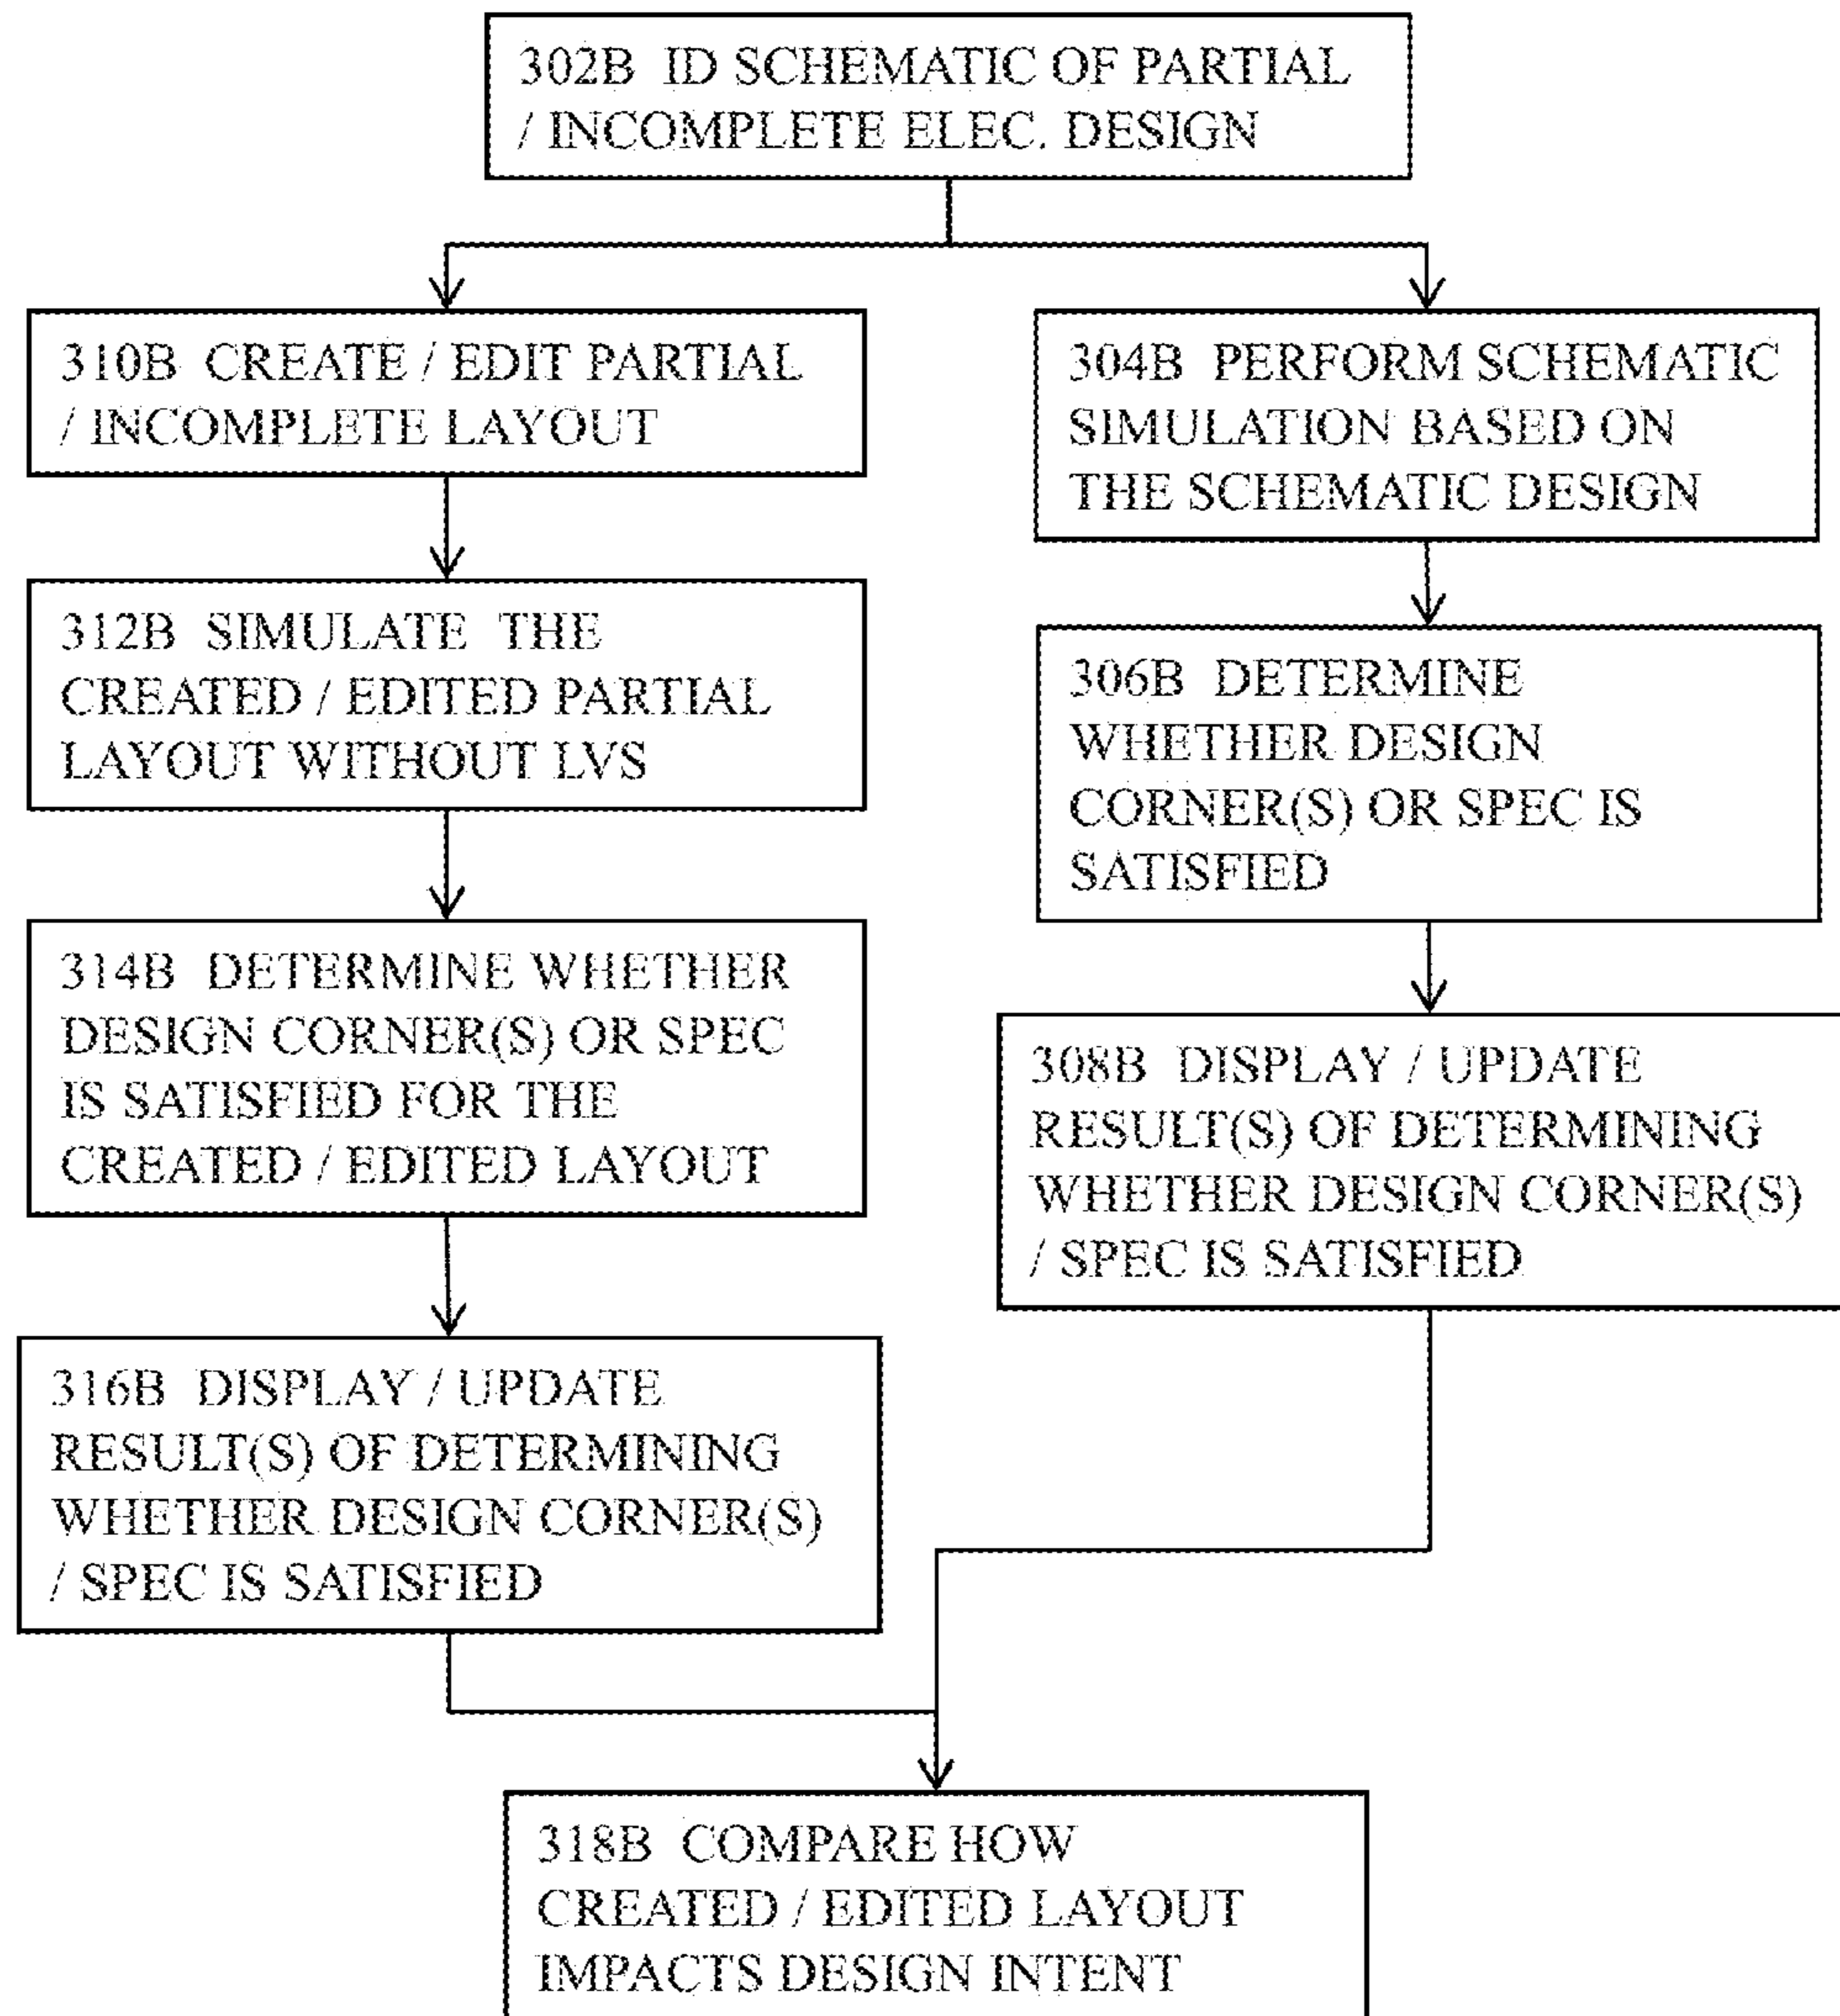 302B ID SCHEMATIC OF PARTIAL
/ INCOMPLETE ELEC. DESIGN
310B CREATE / EDIT PARTIAL
/ INCOMPLETE LAYOUT
312B SIMULATE THE
CREATED / EDITED PARTIAL
LAYOUT WITHOUT LVS
314B DETERMINE WHETHER
DESIGN CORNER(S) OR SPEC
IS SATISFIED FOR THE
CREATED / EDITED LAYOUT
316B DISPLAY / UPDATE
RESULT(S) OF DETERMINING
WHETHER DESIGN CORNER(S)
/ SPEC IS SATISFIED
304B PERFORM SCHEMATIC
SIMULATION BASED ON
THE SCHEMATIC DESIGN
306B DETERMINE
WHETHER DESIGN
CORNER(S) OR SPEC IS
SATISFIED
308B DISPLAY / UPDATE
RESULT(S) OF DETERMINING
WHETHER DESIGN CORNER(S)
/ SPEC IS SATISFIED
318B COMPARE HOW
CREATED / EDITED LAYOUT
IMPACTS DESIGN INTENT